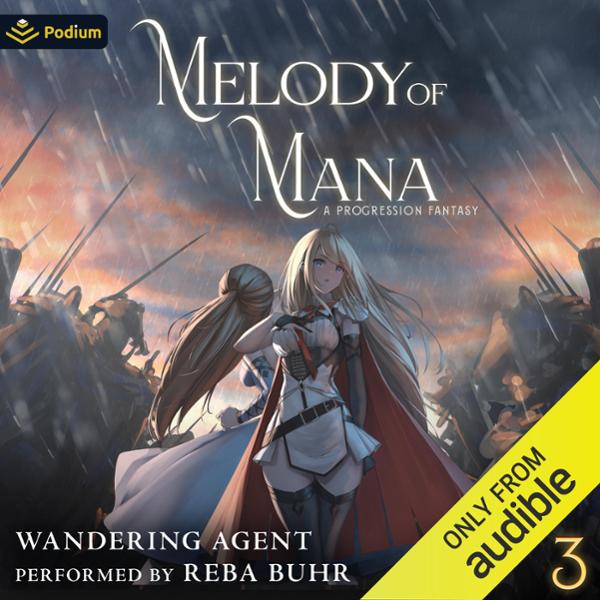 Podium
MELODY OF
MANA
A PROGRESSION FANTASY
ONLY FROM
audible
WANDERING AGENT
PERFORMED BY REBA BUHR
3